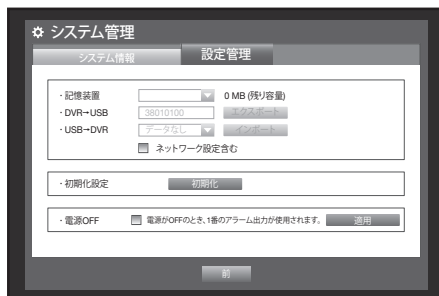 システム管理
システム情報 設定管理
・記憶装置 0 MB (残り容量)
・DVR→USB 38010100 エクスポート
・USB→DVR データなし インポート
ネットワーク設定含む
・初期化設定 初期化
・電源OFF 電源がOFFのとき、1番のアラーム出力が使用されます。 適用
前